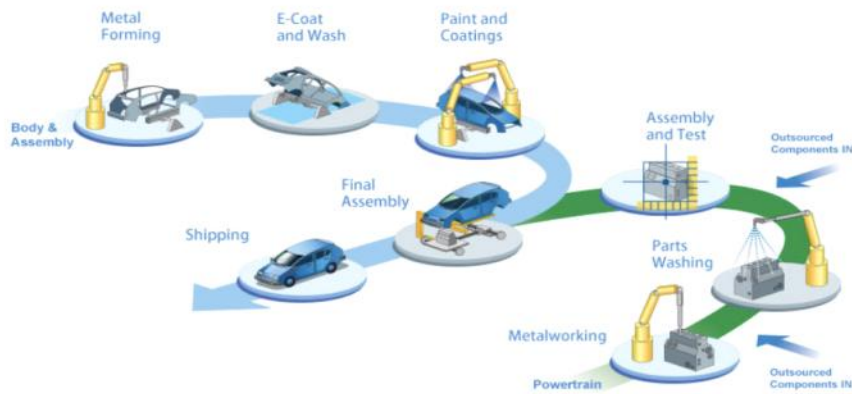 Metal
Forming
E-Coat
and Wash
Paint and
Coatings
Body &
Assembly
Assembly
and Test
Outsourced
Components IN
Final
Assembly
Shipping
Parts
Washing
Metalworking
Powertrain
Outsourced
Components IN